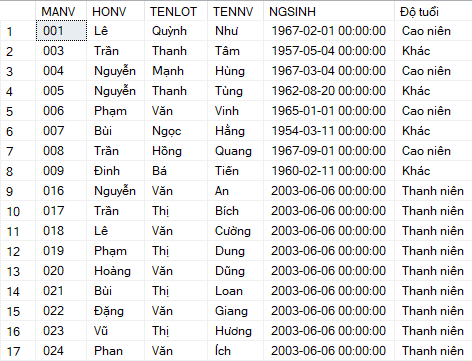 MANV HONV TENLOT TENNV NGSINH Độ tuổi
1 001 Lê Quỳnh Như 1967-02-01 00:00:00 Cao niên
2 003 Trần Thanh Tâm 1957-05-04 00:00:00 Khác
3 004 Nguyễn Mạnh Hùng 1967-03-04 00:00:00 Cao niên
4 005 Nguyễn Thanh Tùng 1962-08-20 00:00:00 Khác
5 006 Phạm Văn Vinh 1965-01-01 00:00:00 Cao niên
6 007 Bùi Ngọc Hằng 1954-03-11 00:00:00 Khác
7 008 Trần Hồng Quang 1967-09-01 00:00:00 Cao niên
8 009 Đinh Bá Tiến 1960-02-11 00:00:00 Khác
9 016 Nguyễn Văn An 2003-06-06 00:00:00 Thanh niên
10 017 Trần Thị Bích 2003-06-06 00:00:00 Thanh niên
11 018 Lê Văn Cường 2003-06-06 00:00:00 Thanh niên
12 019 Phạm Thị Dung 2003-06-06 00:00:00 Thanh niên
13 020 Hoàng Văn Dũng 2003-06-06 00:00:00 Thanh niên
14 021 Bùi Thị Loan 2003-06-06 00:00:00 Thanh niên
15 022 Đặng Văn Giang 2003-06-06 00:00:00 Thanh niên
16 023 Vũ Thị Hương 2003-06-06 00:00:00 Thanh niên
17 024 Phan Văn Ích 2003-06-06 00:00:00 Thanh niên